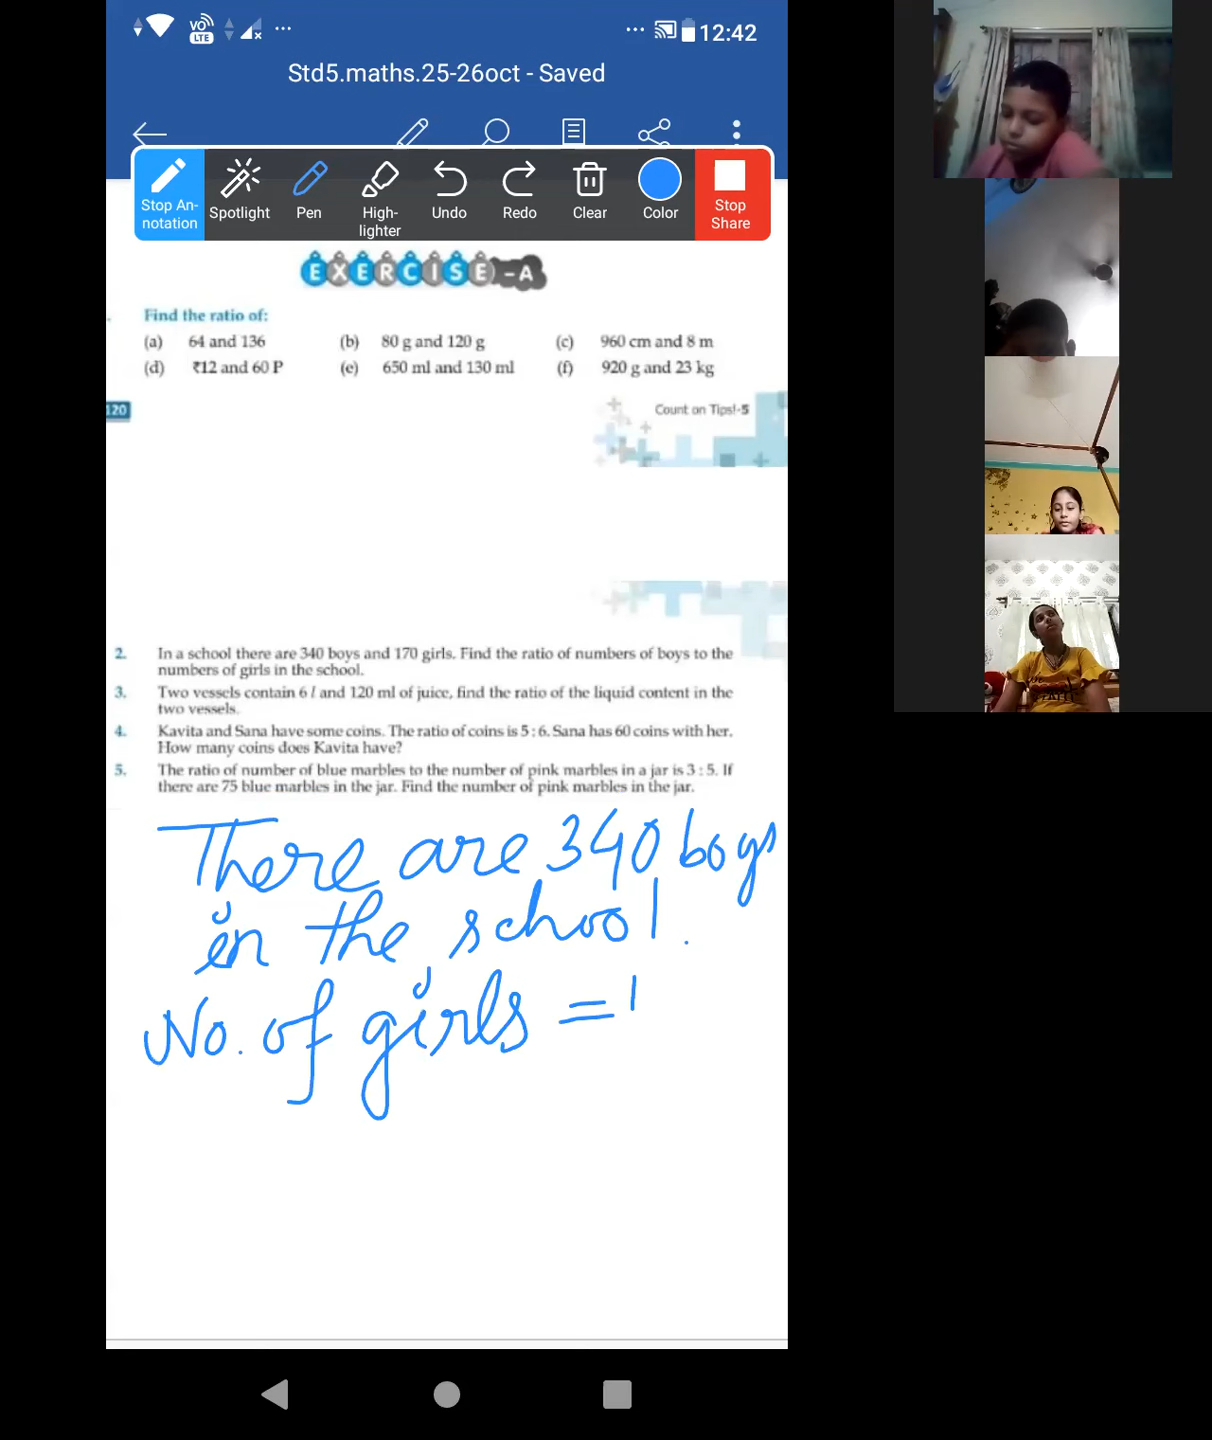 VO LTE 12:42
Std5.maths.25-26oct - Saved
Stop An-
notation
Spotlight
Pen
High-
lighter
Undo
Redo
Clear
Color
Stop
Share
EXERCISE-A
Find the ratio of:
(a) 64 and 136 (b) 80 g and 120 g (c) 960 cm and 8 m
(d) ₹12 and 60 P (e) 650 ml and 130 ml (f) 920 g and 23 kg
120
Count on Tips!-5
2. In a school there are 340 boys and 170 girls. Find the ratio of numbers of boys to the
numbers of girls in the school.
3. Two vessels contain 6 l and 120 ml of juice, find the ratio of the liquid content in the
two vessels.
4. Kavita and Sana have some coins. The ratio of coins is 5 : 6. Sana has 60 coins with her.
How many coins does Kavita have?
5. The ratio of number of blue marbles to the number of pink marbles in a jar is 3 : 5. If
there are 75 blue marbles in the jar. Find the number of pink marbles in the jar.
There are 340 boys
in the school.
No. of girls = 1